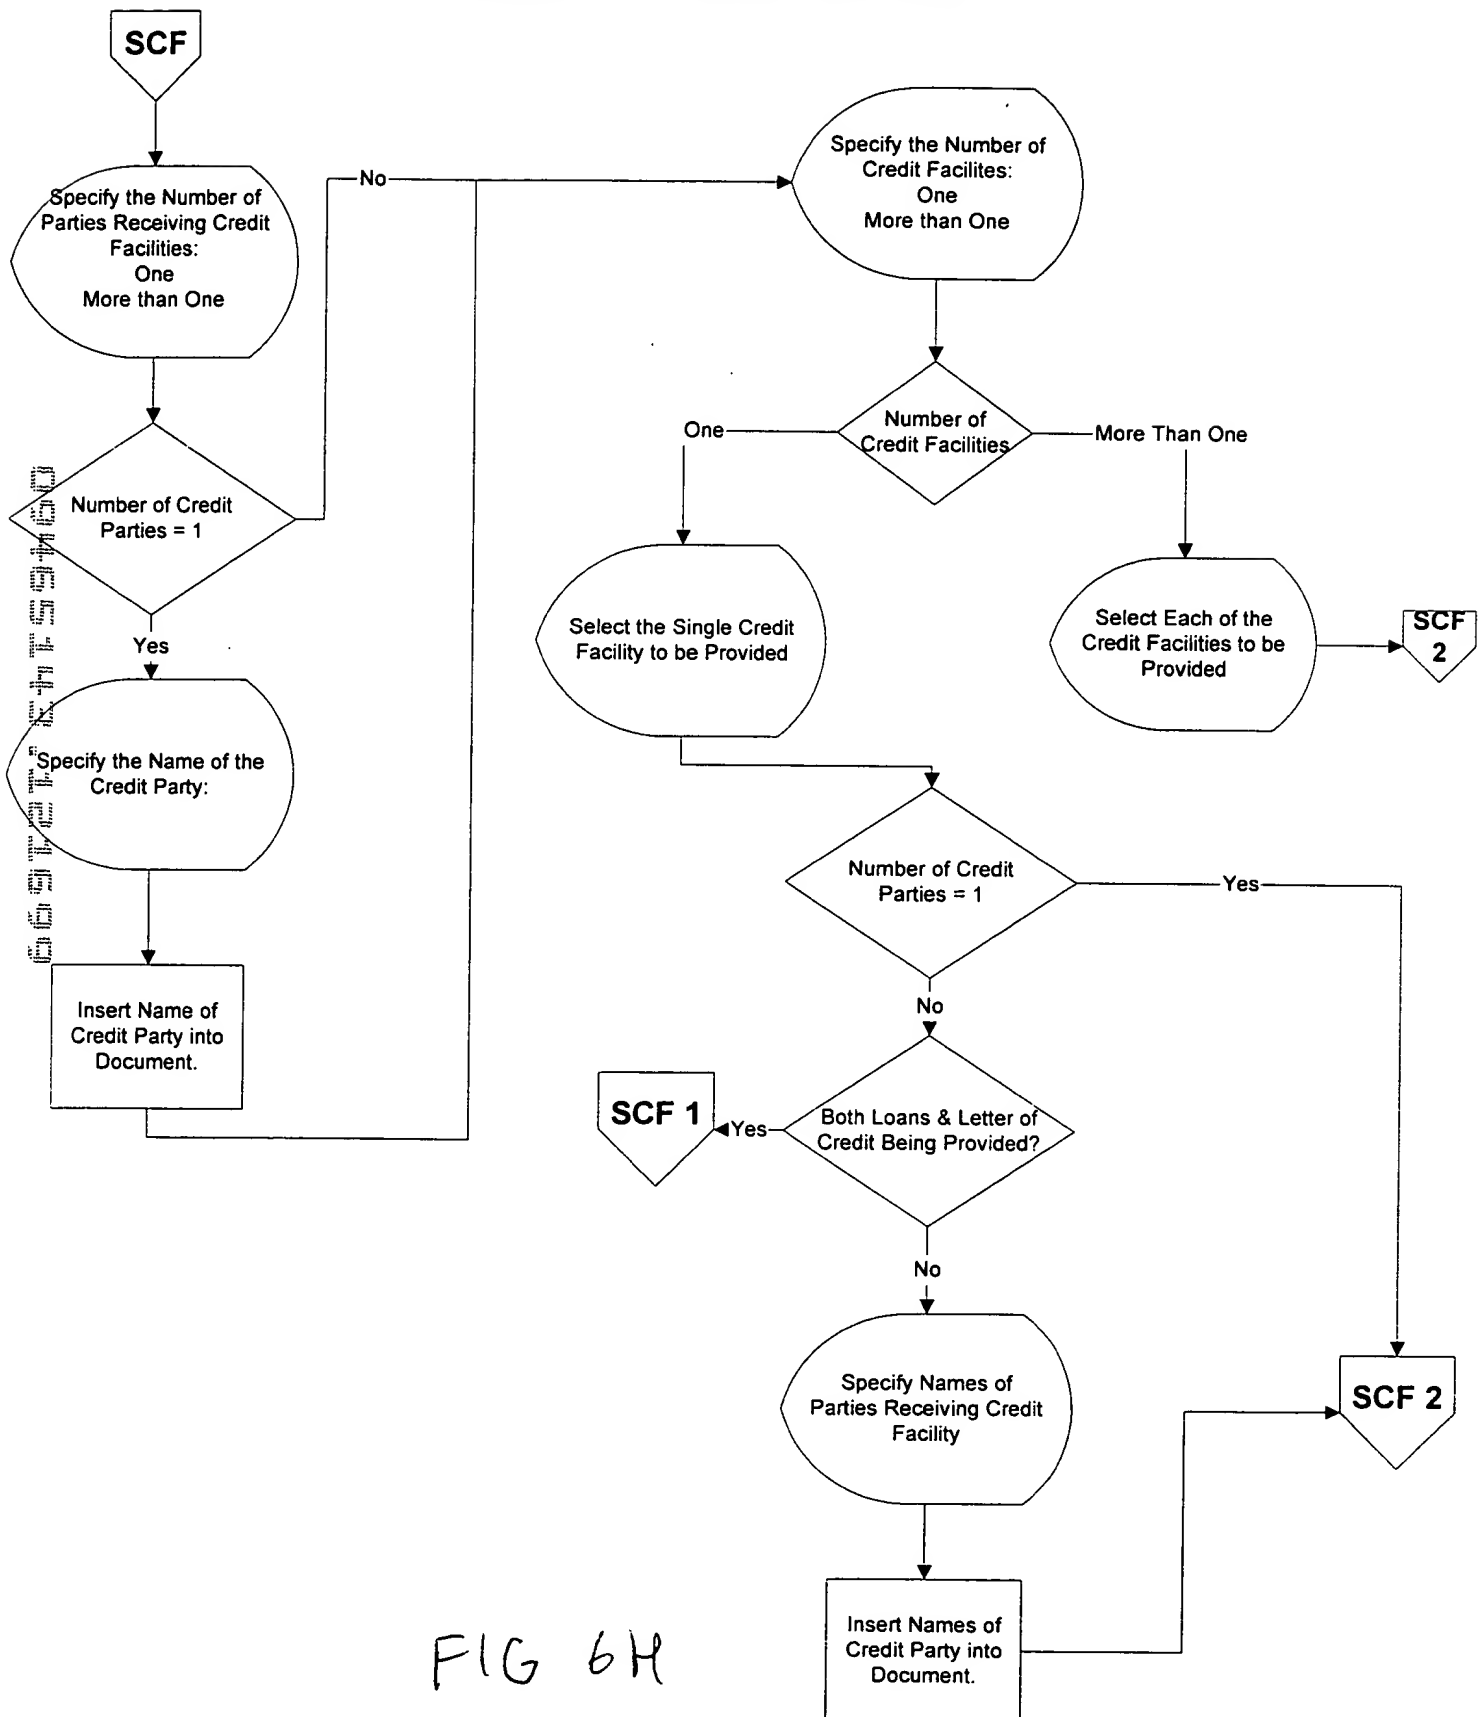 SCF
Specify the Number of
Parties Receiving Credit
Facilities:
One
More than One
No
Number of Credit
Parties = 1
Yes
Specify the Name of the
Credit Party:
Insert Name of
Credit Party into
Document.
Specify the Number of
Credit Facilites:
One
More than One
Number of
Credit Facilities
One
More Than One
Select the Single Credit
Facility to be Provided
Select Each of the
Credit Facilities to be
Provided
SCF
2
Number of Credit
Parties = 1
Yes
No
Both Loans & Letter of
Credit Being Provided?
Yes
SCF 1
No
Specify Names of
Parties Receiving Credit
Facility
SCF 2
Insert Names of
Credit Party into
Document.
FIG 6H
09465143.121699